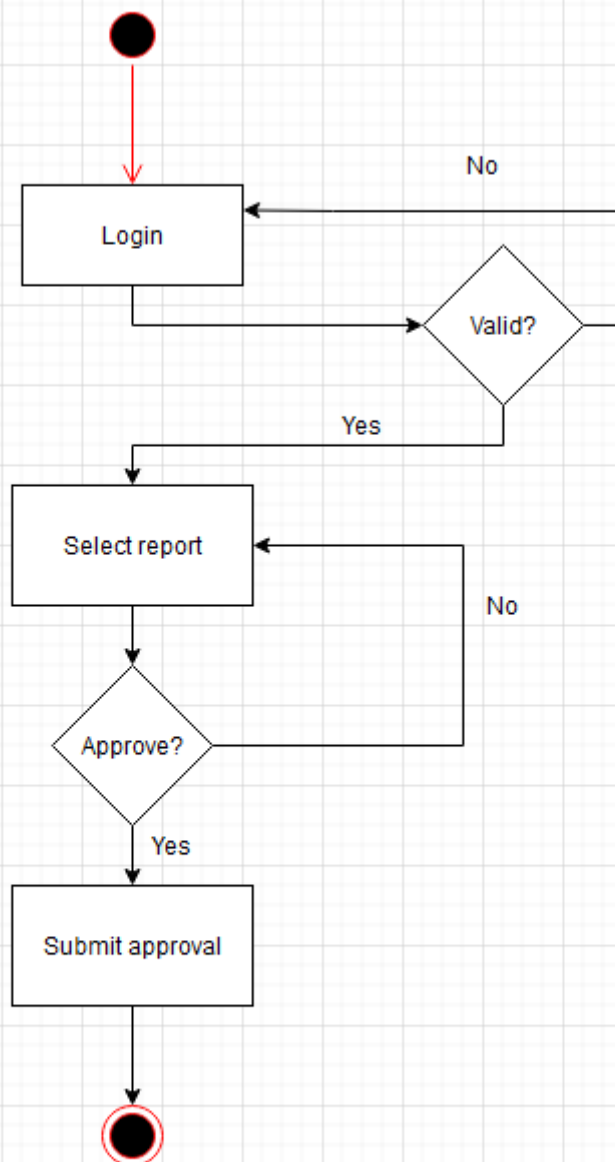 No
Login
Valid?
Yes
Select report
No
Approve?
Yes
Submit approval